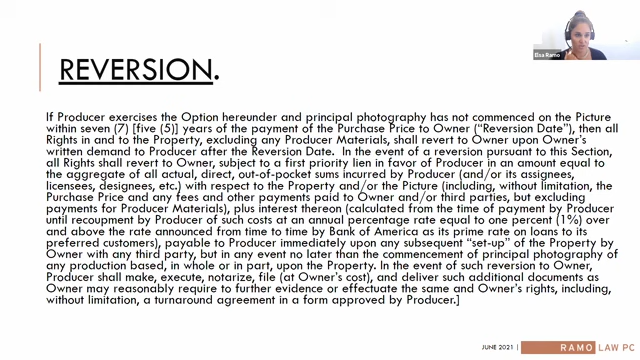 Elsa Ramo
REVERSION.
If Producer exercises the Option hereunder and principal photography has not commenced on the Picture
within seven (7) [five (5)] years of the payment of the Purchase Price to Owner ("Reversion Date"), then all
Rights in and to the Property, excluding any Producer Materials, shall revert to Owner upon Owner's
written demand to Producer after the Reversion Date. In the event of a reversion pursuant to this Section,
all Rights shall revert to Owner, subject to a first priority lien in favor of Producer in an amount equal to
the aggregate of all actual, direct, out-of-pocket sums incurred by Producer (and/or its assignees,
licensees, designees, etc.) with respect to the Property and/or the Picture (including, without limitation, the
Purchase Price and any fees and other payments paid to Owner and/or third parties, but excluding
payments for Producer Materials), plus interest thereon (calculated from the time of payment by Producer
until recoupment by Producer of such costs at an annual percentage rate equal to one percent (1%) over
and above the rate announced from time to time by Bank of America as its prime rate on loans to its
preferred customers), payable to Producer immediately upon any subsequent "set-up" of the Property by
Owner with any third party, but in any event no later than the commencement of principal photography of
any production based, in whole or in part, upon the Property. In the event of such reversion to Owner,
Producer shall make, execute, notarize, file (at Owner's cost), and deliver such additional documents as
Owner may reasonably require to further evidence or effectuate the same and Owner's rights, including,
without limitation, a turnaround agreement in a form approved by Producer.]
JUNE 2021 |
RAMO LAW PC